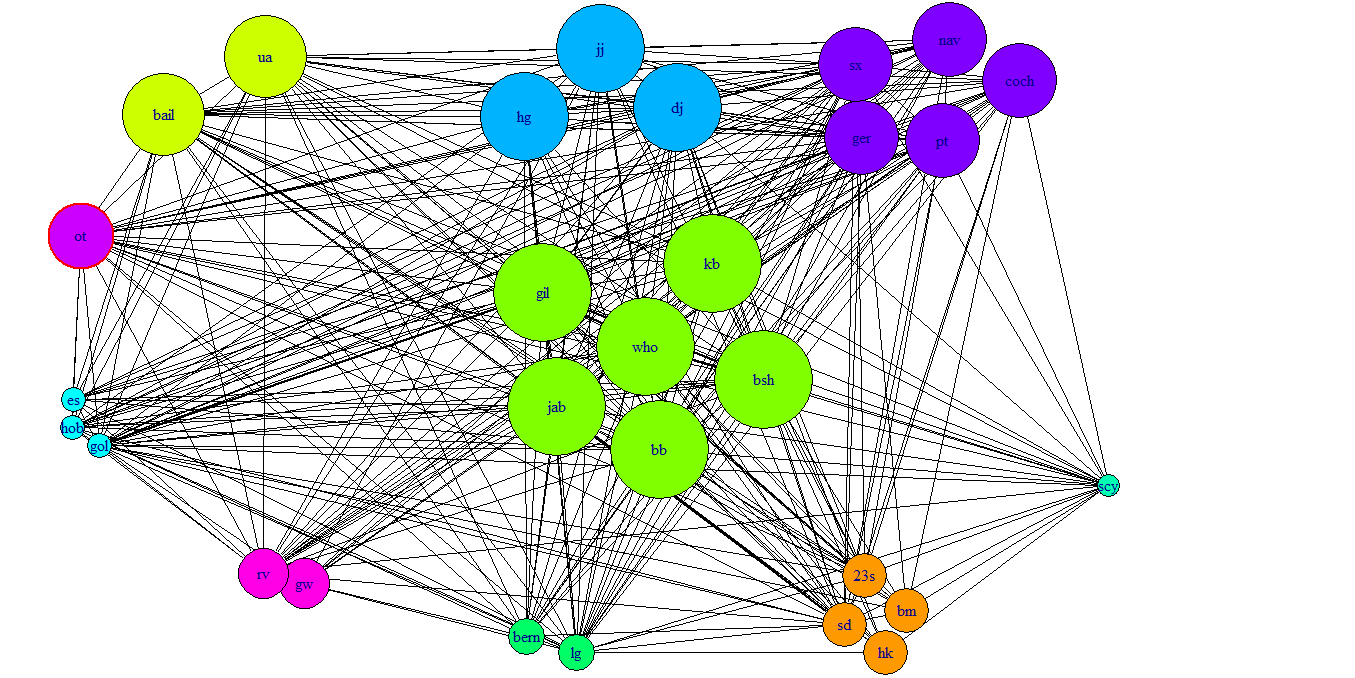 nav
jj
ua
sx
coch
dj
bail
hg
ger
pt
ot
kb
gil
who
bsh
es
jab
hob
gol
bb
scy
rv
23s
gw
bm
sd
bern
lg
hk